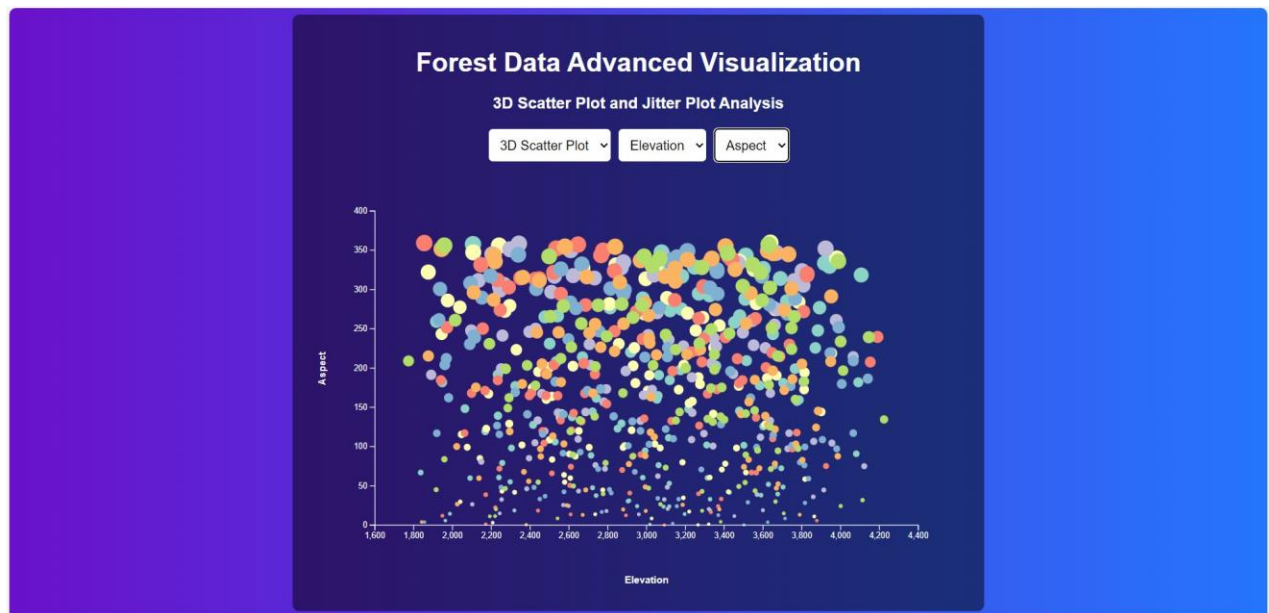 Forest Data Advanced Visualization
3D Scatter Plot and Jitter Plot Analysis
3D Scatter Plot Elevation Aspect
400
350
300
250
200
150
100
50
0
Aspect
1,600 1,800 2,000 2,200 2,400 2,600 2,800 3,000 3,200 3,400 3,600 3,800 4,000 4,200 4,400
Elevation